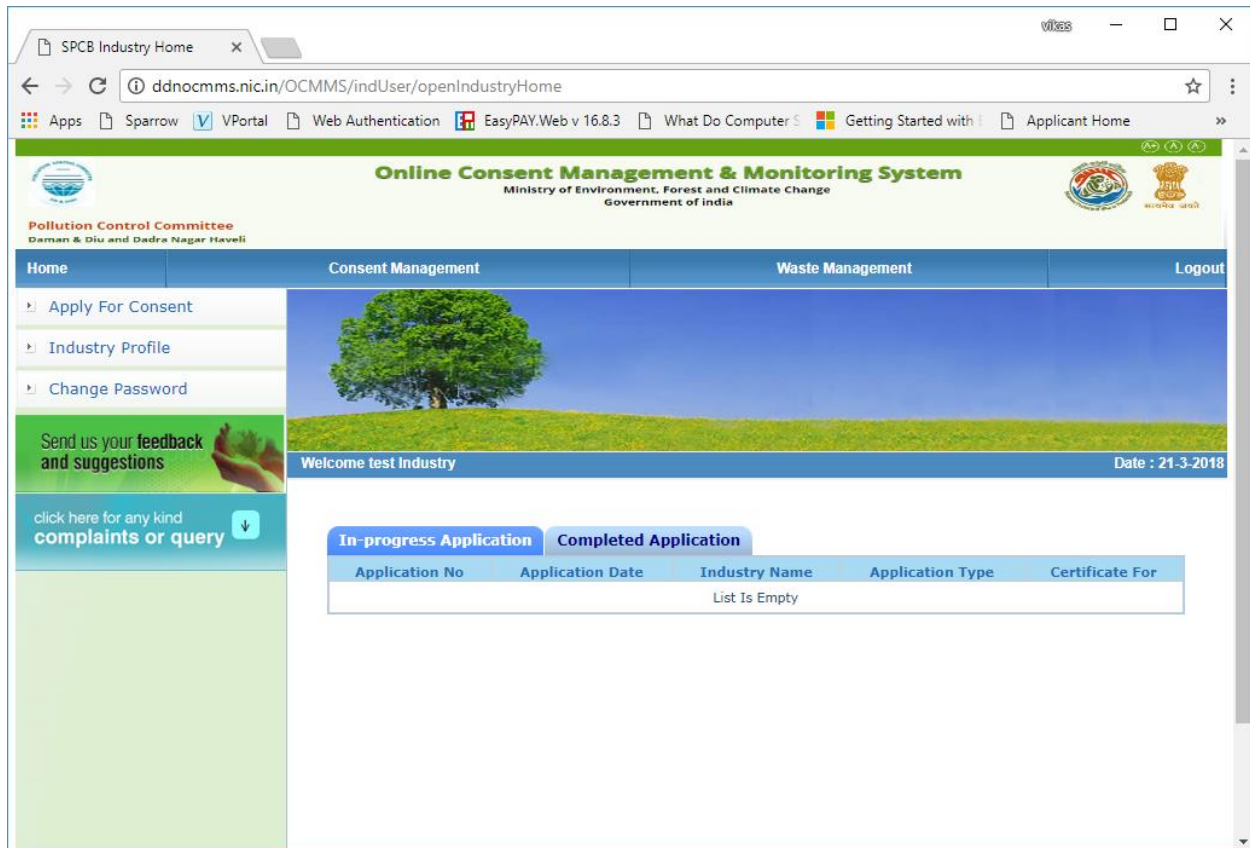 vikas
SPCB Industry Home
ddnocmms.nic.in/OCMMS/indUser/openIndustryHome
Apps Sparrow VPortal Web Authentication EasyPAY.Web v 16.8.3 What Do Computer S Getting Started with Applicant Home »
A+ A A
Online Consent Management & Monitoring System
Ministry of Environment, Forest and Climate Change
Government of india
सत्यमेव जयते
Pollution Control Committee
Daman & Diu and Dadra Nagar Haveli
Home Consent Management Waste Management Logout
Apply For Consent
Industry Profile
Change Password
Send us your feedback
and suggestions
Welcome test Industry Date : 21-3-2018
click here for any kind
complaints or query
In-progress Application Completed Application
Application No Application Date Industry Name Application Type Certificate For
List Is Empty